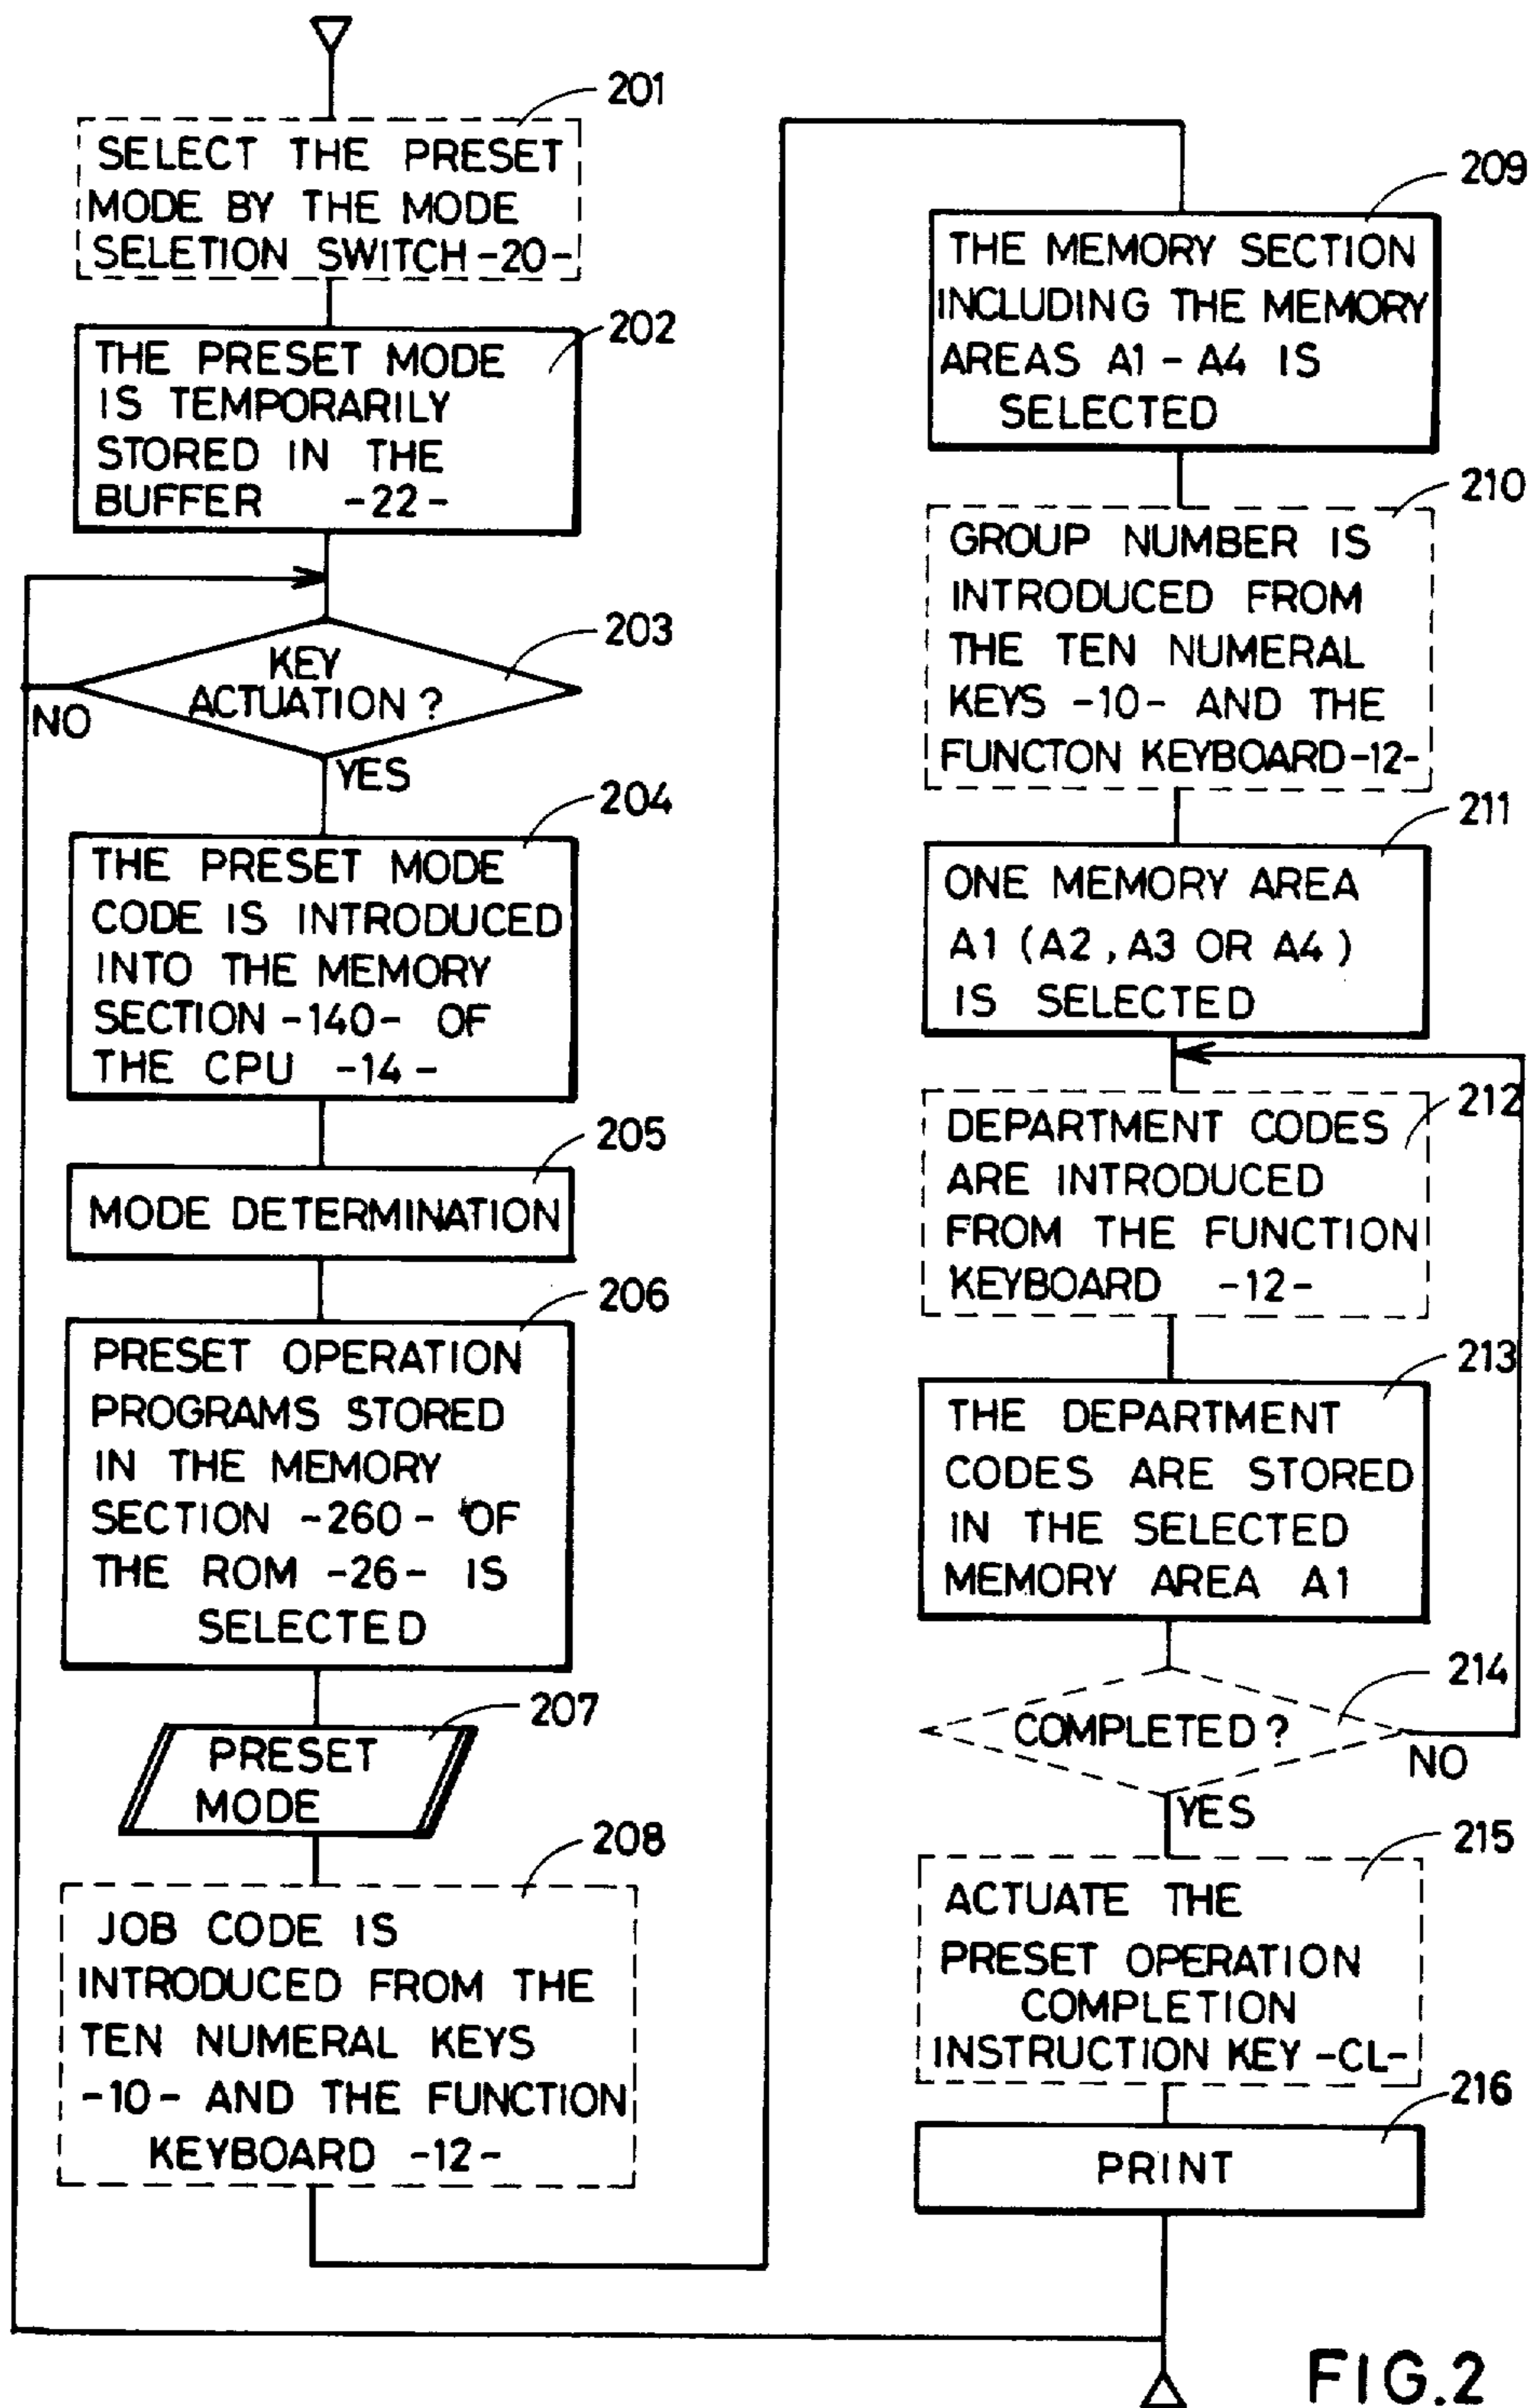 201
SELECT THE PRESET
MODE BY THE MODE
SELETION SWITCH -20-
202
THE PRESET MODE
IS TEMPORARILY
STORED IN THE
BUFFER -22-
203
KEY
ACTUATION ?
NO
YES
204
THE PRESET MODE
CODE IS INTRODUCED
INTO THE MEMORY
SECTION -140- OF
THE CPU -14-
205
MODE DETERMINATION
206
PRESET OPERATION
PROGRAMS STORED
IN THE MEMORY
SECTION -260- OF
THE ROM -26- IS
SELECTED
207
PRESET
MODE
208
JOB CODE IS
INTRODUCED FROM THE
TEN NUMERAL KEYS
-10- AND THE FUNCTION
KEYBOARD -12-
209
THE MEMORY SECTION
INCLUDING THE MEMORY
AREAS A1 - A4 IS
SELECTED
210
GROUP NUMBER IS
INTRODUCED FROM
THE TEN NUMERAL
KEYS -10- AND THE
FUNCTON KEYBOARD -12-
211
ONE MEMORY AREA
A1 (A2, A3 OR A4)
IS SELECTED
212
DEPARTMENT CODES
ARE INTRODUCED
FROM THE FUNCTION
KEYBOARD -12-
213
THE DEPARTMENT
CODES ARE STORED
IN THE SELECTED
MEMORY AREA A1
214
COMPLETED ?
NO
YES
215
ACTUATE THE
PRESET OPERATION
COMPLETION
INSTRUCTION KEY -CL-
216
PRINT
FIG.2